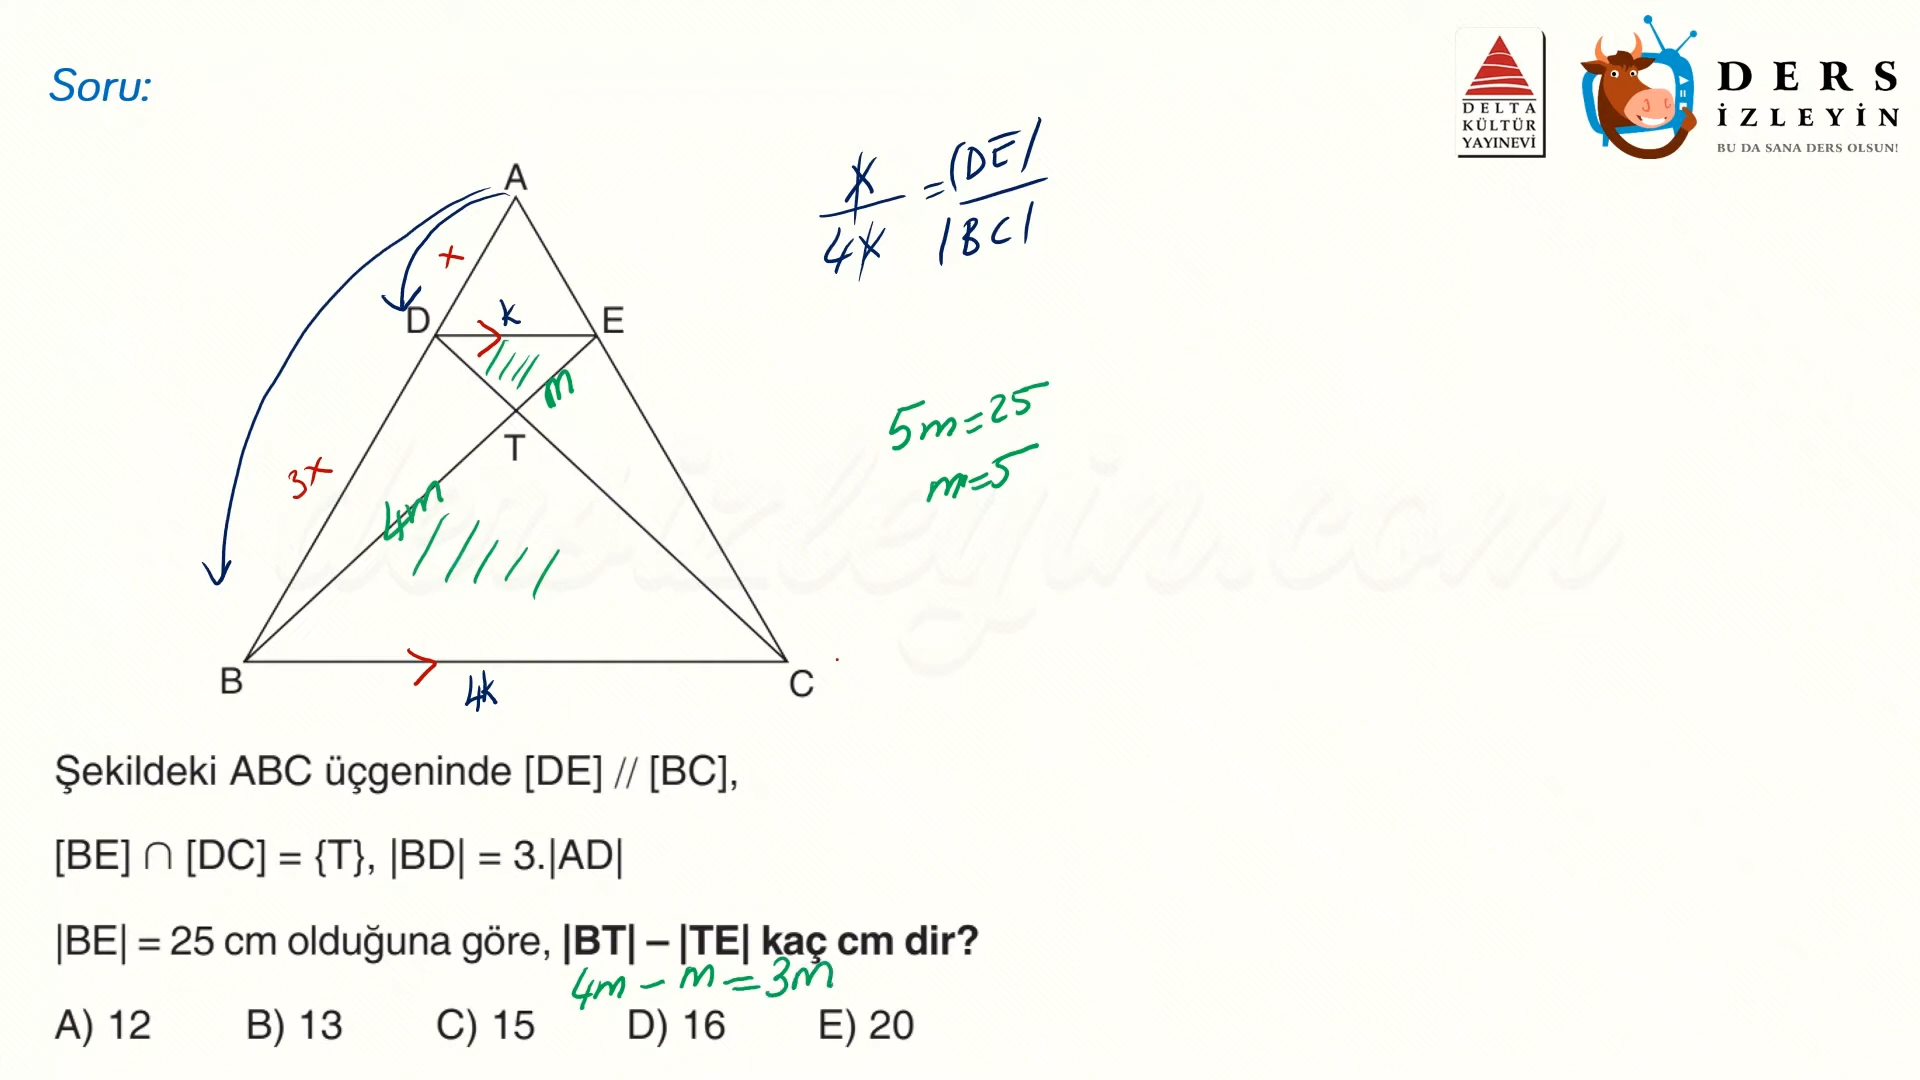 Soru:
DELTA
KÜLTÜR
YAYINEVİ
DERS
İZLEYİN
BU DA SANA DERS OLSUN!
A
x
D
k
E
m
T
3x
4m
B
4k
C
x/4x = |DE|/|BC|
5m=25
m=5
dersizleyin.com
Şekildeki ABC üçgeninde [DE] // [BC],
[BE] ∩ [DC] = {T}, |BD| = 3.|AD|
|BE| = 25 cm olduğuna göre, |BT| – |TE| kaç cm dir?
4m – m = 3m
A) 12 B) 13 C) 15 D) 16 E) 20